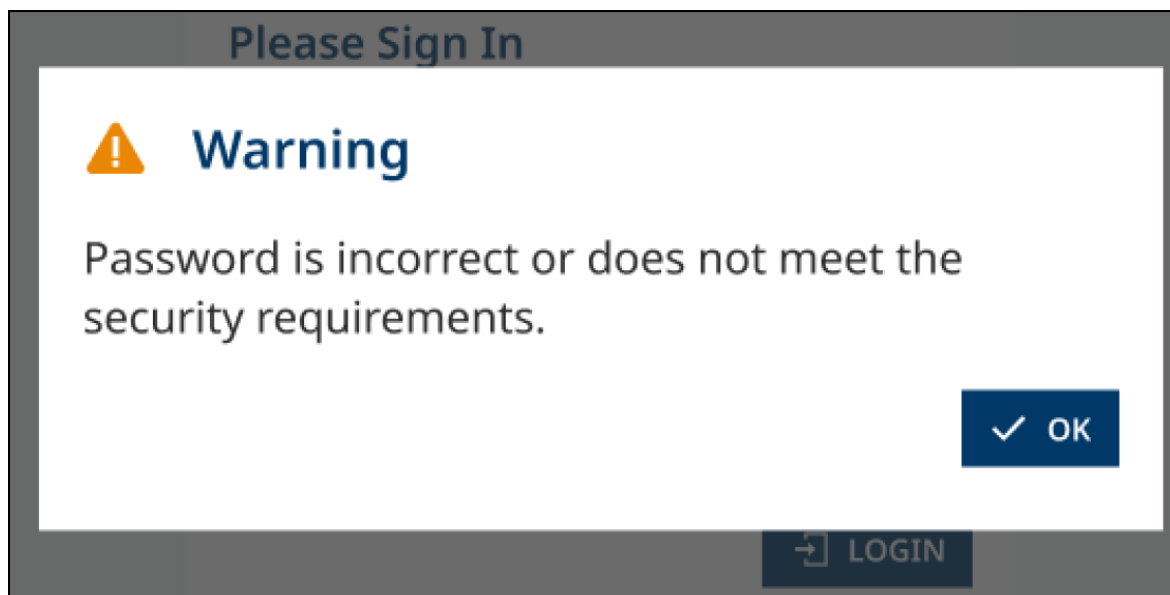 Please Sign In
Warning
Password is incorrect or does not meet the
security requirements.
OK
LOGIN